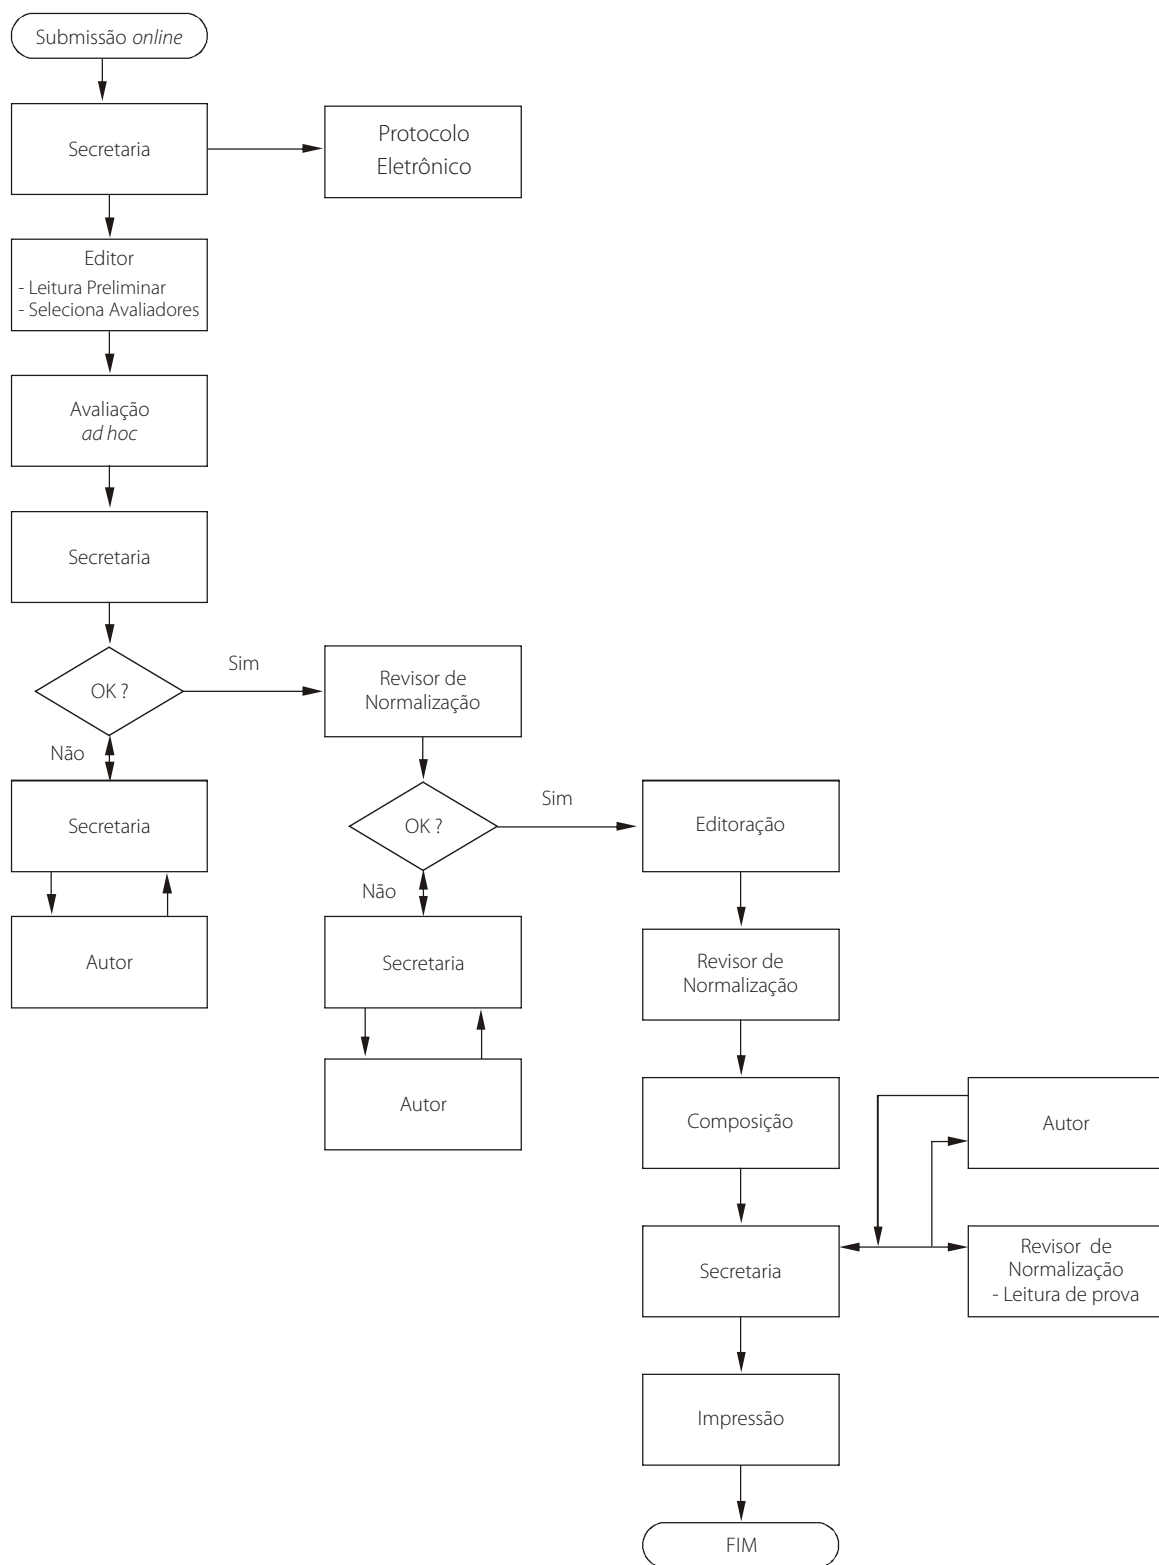 Submissão online
Secretaria
Protocolo
Eletrônico
Editor
- Leitura Preliminar
- Seleciona Avaliadores
Avaliação
ad hoc
Secretaria
OK ?
Sim
Revisor de
Normalização
Não
Secretaria
Autor
OK ?
Sim
Editoração
Não
Secretaria
Autor
Revisor de
Normalização
Composição
Autor
Secretaria
Revisor de
Normalização
- Leitura de prova
Impressão
FIM